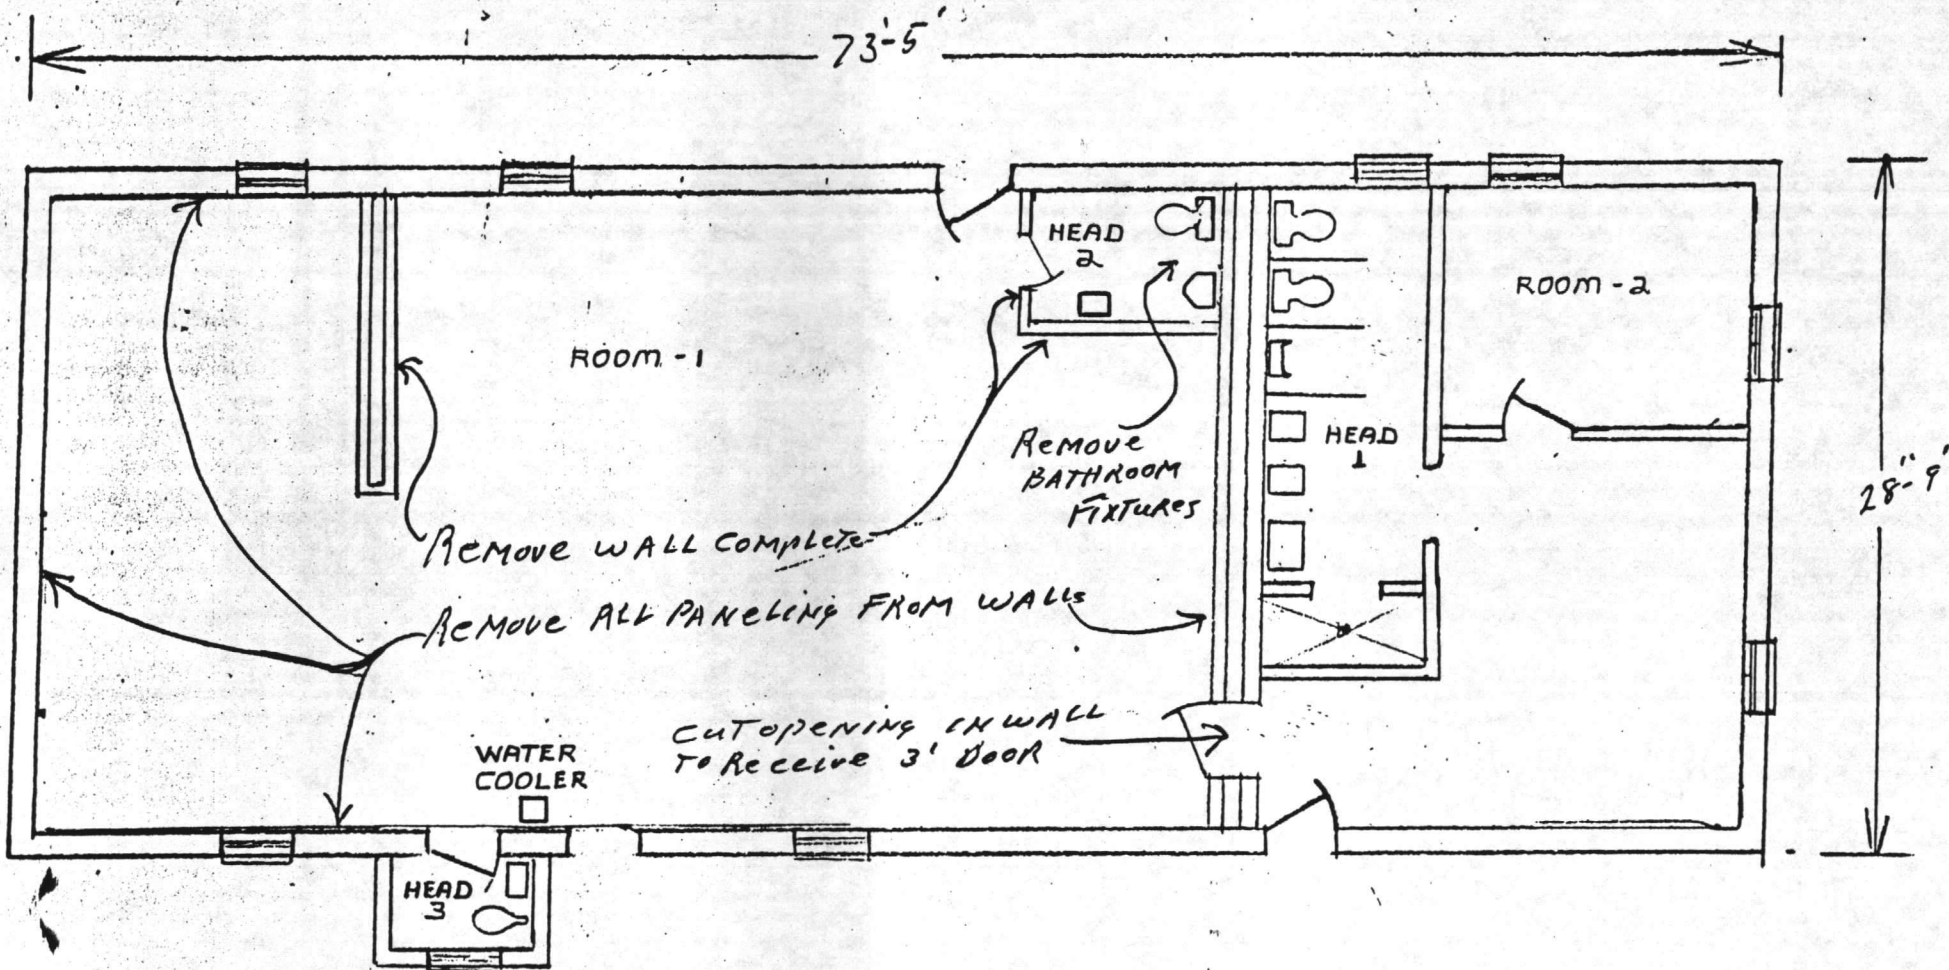 73'-5'
HEAD
2
ROOM-2
ROOM-1
Remove
BATHROOM
FixTURes
HEAD
1
28'-9'
Remove WALL Complete
Remove ALL PANELING FROM WALLs
CUT OPENING IN WALL
To Receive 3' DooR
WATER
COOLER
HEAD
3